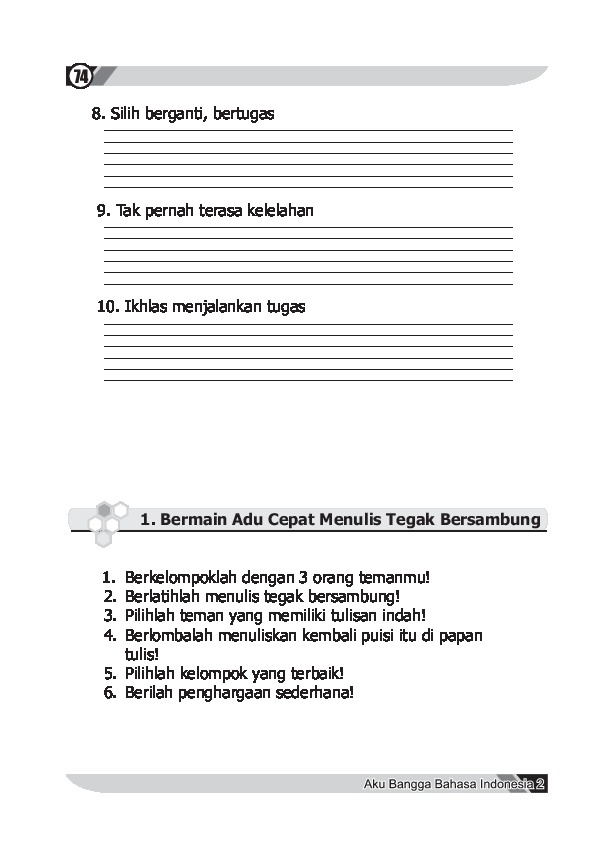 74
8. Silih berganti, bertugas
9. Tak pernah terasa kelelahan
10. Ikhlas menjalankan tugas
1. Bermain Adu Cepat Menulis Tegak Bersambung
1. Berkelompoklah dengan 3 orang temanmu!
2. Berlatihlah menulis tegak bersambung!
3. Pilihlah teman yang memiliki tulisan indah!
4. Berlombalah menuliskan kembali puisi itu di papan
tulis!
5. Pilihlah kelompok yang terbaik!
6. Berilah penghargaan sederhana!
Aku Bangga Bahasa Indonesia 2